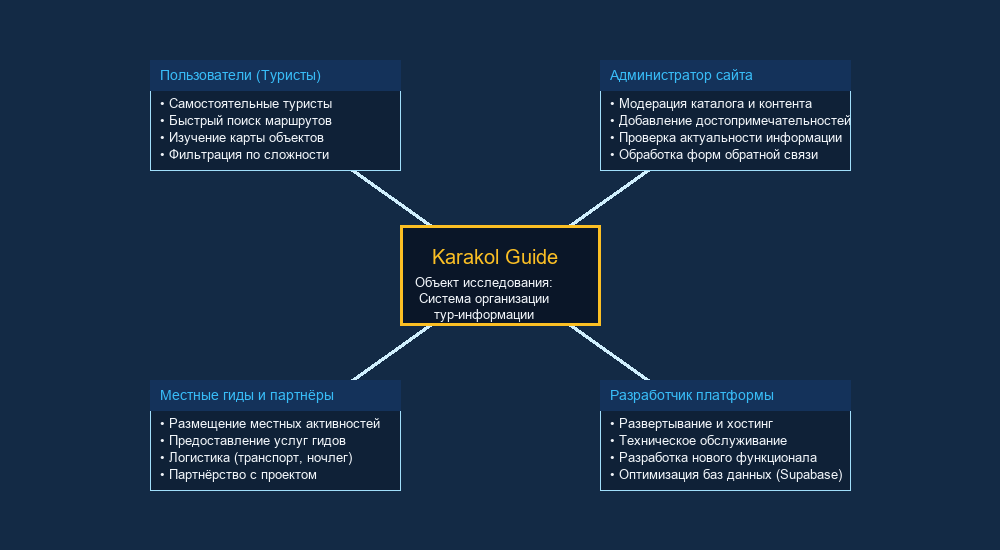 Пользователи (Туристы)
• Самостоятельные туристы
• Быстрый поиск маршрутов
• Изучение карты объектов
• Фильтрация по сложности
Администратор сайта
• Модерация каталога и контента
• Добавление достопримечательностей
• Проверка актуальности информации
• Обработка форм обратной связи
Karakol Guide
Объект исследования:
Система организации
тур-информации
Местные гиды и партнёры
• Размещение местных активностей
• Предоставление услуг гидов
• Логистика (транспорт, ночлег)
• Партнёрство с проектом
Разработчик платформы
• Развертывание и хостинг
• Техническое обслуживание
• Разработка нового функционала
• Оптимизация баз данных (Supabase)